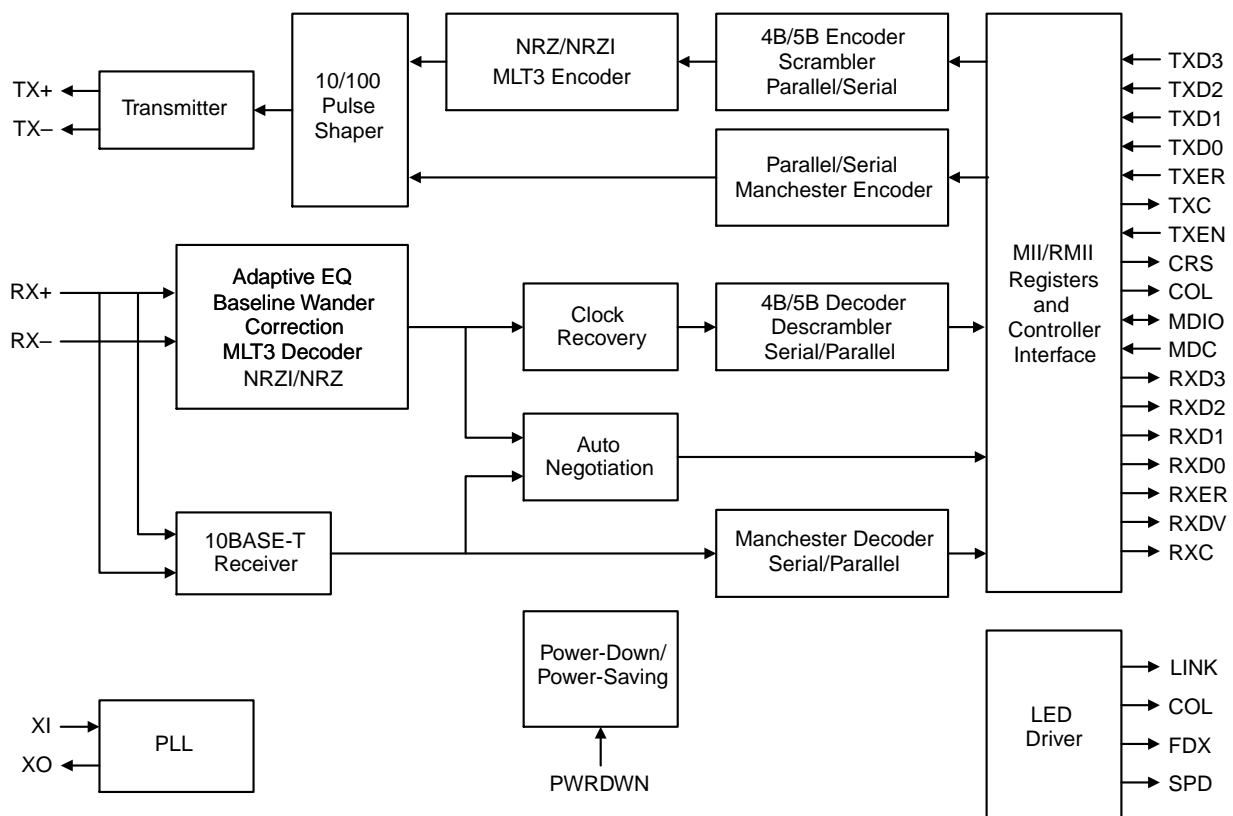 TX+
TX–
Transmitter
10/100
Pulse
Shaper
NRZ/NRZI
MLT3 Encoder
4B/5B Encoder
Scrambler
Parallel/Serial
Parallel/Serial
Manchester Encoder
RX+
RX–
Adaptive EQ
Baseline Wander
Correction
MLT3 Decoder
NRZI/NRZ
Clock
Recovery
4B/5B Decoder
Descrambler
Serial/Parallel
Auto
Negotiation
10BASE-T
Receiver
Manchester Decoder
Serial/Parallel
MII/RMII
Registers
and
Controller
Interface
TXD3
TXD2
TXD1
TXD0
TXER
TXC
TXEN
CRS
COL
MDIO
MDC
RXD3
RXD2
RXD1
RXD0
RXER
RXDV
RXC
XI
XO
PLL
Power-Down/
Power-Saving
PWRDWN
LED
Driver
LINK
COL
FDX
SPD